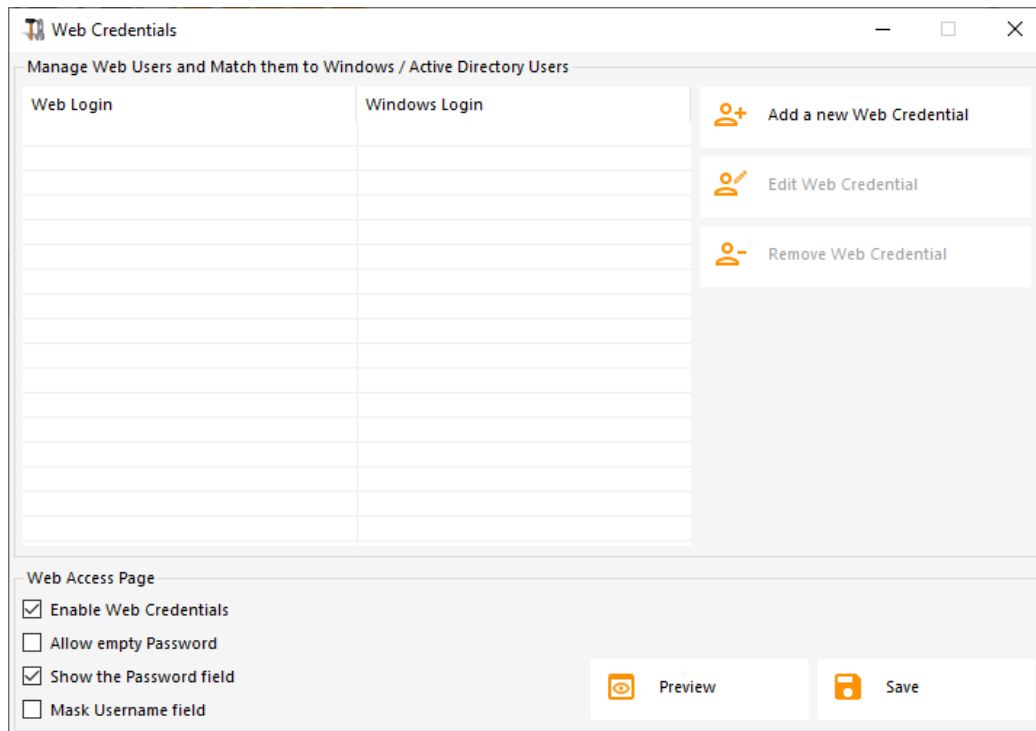 Web Credentials
Manage Web Users and Match them to Windows / Active Directory Users
Web Login Windows Login
Add a new Web Credential
Edit Web Credential
Remove Web Credential
Web Access Page
Enable Web Credentials
Allow empty Password
Show the Password field
Mask Username field
Preview Save